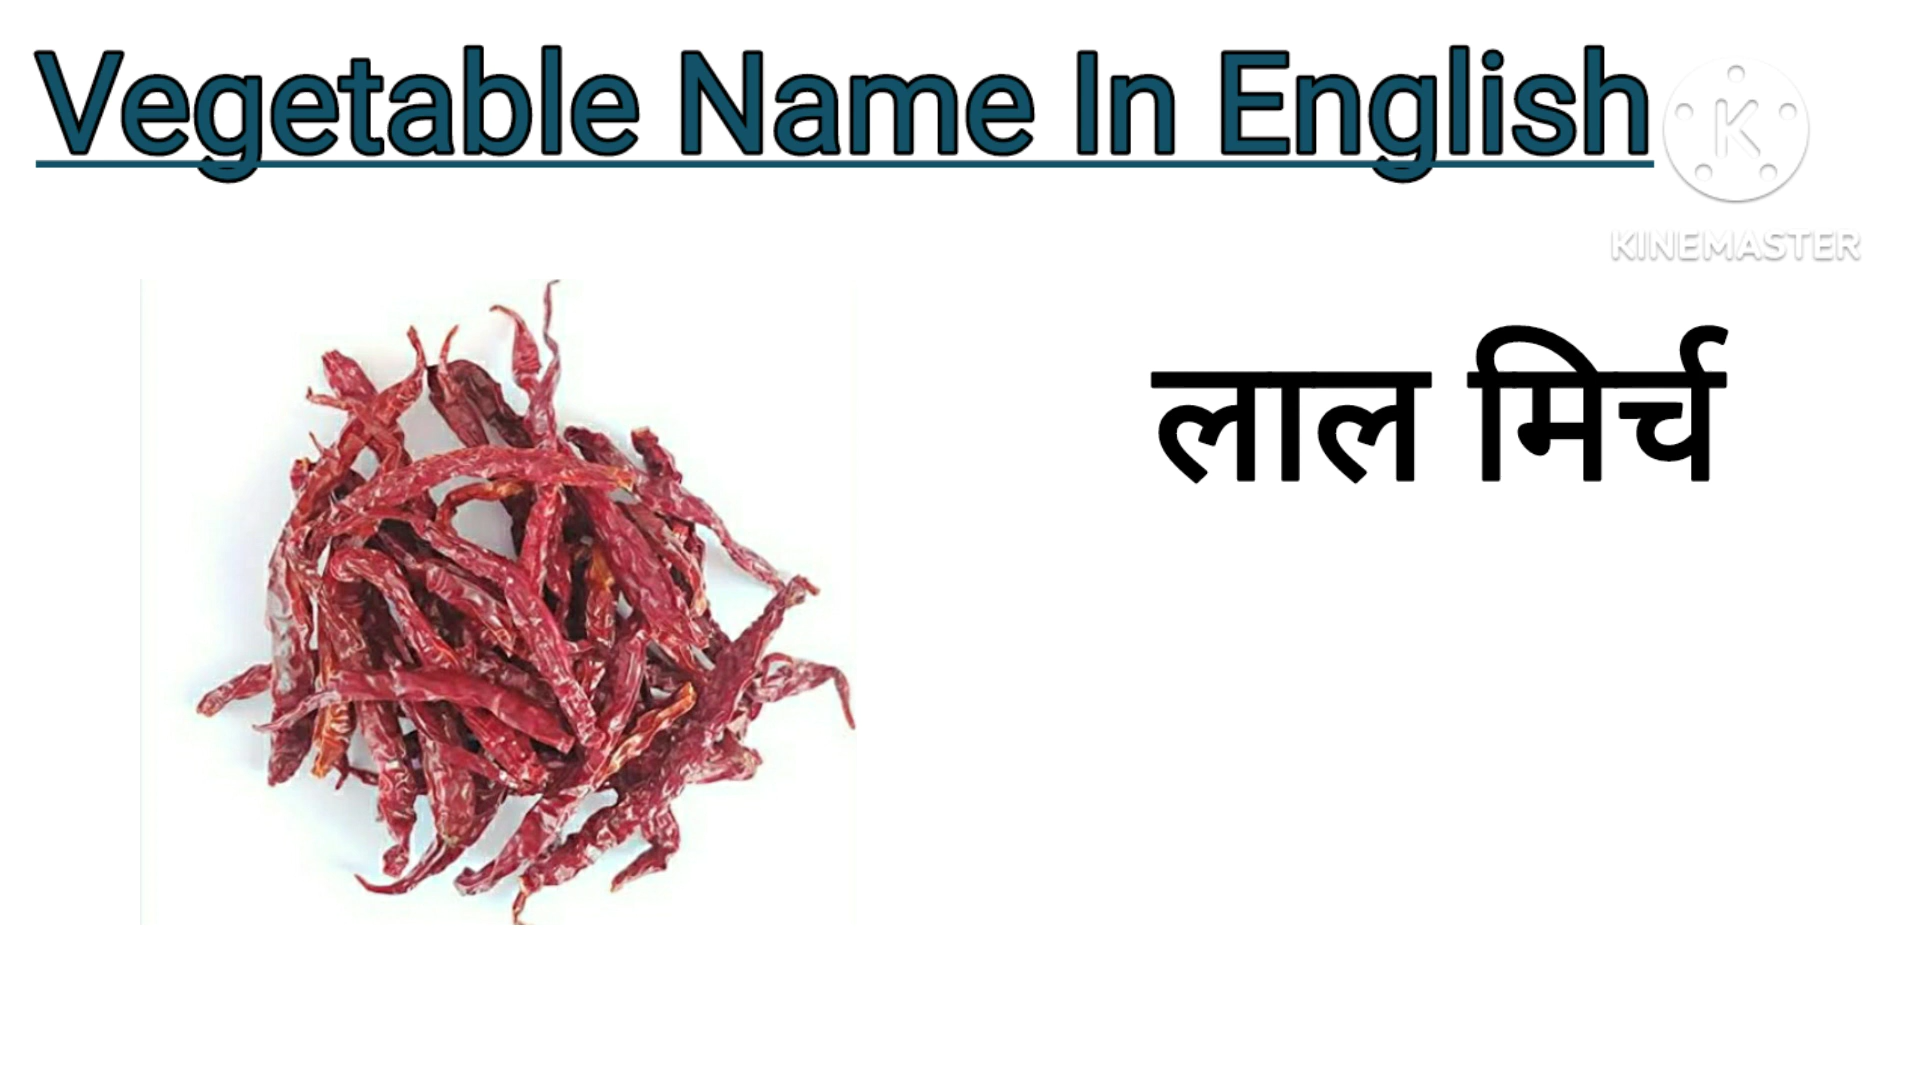 Vegetable Name In English
K
KINEMASTER
लाल मिर्च